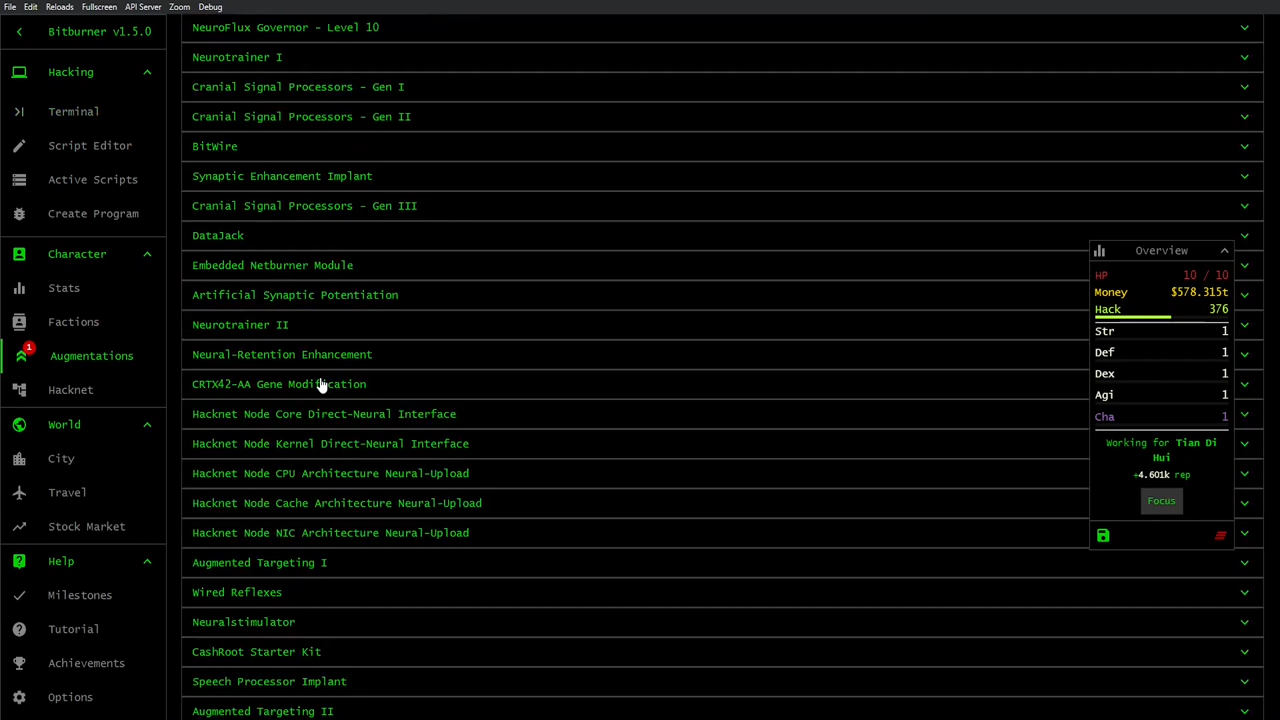 File Edit Reloads Fullscreen API Server Zoom Debug
Bitburner v1.5.0
Hacking
Terminal
Script Editor
Active Scripts
Create Program
Character
Stats
Factions
1
Augmentations
Hacknet
World
City
Travel
Stock Market
Help
Milestones
Tutorial
Achievements
Options
NeuroFlux Governor - Level 10
Neurotrainer I
Cranial Signal Processors - Gen I
Cranial Signal Processors - Gen II
BitWire
Synaptic Enhancement Implant
Cranial Signal Processors - Gen III
DataJack
Embedded Netburner Module
Artificial Synaptic Potentiation
Neurotrainer II
Neural-Retention Enhancement
CRTX42-AA Gene Modification
Hacknet Node Core Direct-Neural Interface
Hacknet Node Kernel Direct-Neural Interface
Hacknet Node CPU Architecture Neural-Upload
Hacknet Node Cache Architecture Neural-Upload
Hacknet Node NIC Architecture Neural-Upload
Augmented Targeting I
Wired Reflexes
Neuralstimulator
CashRoot Starter Kit
Speech Processor Implant
Augmented Targeting II
Overview
HP 10 / 10
Money $578.315t
Hack 376
Str 1
Def 1
Dex 1
Agi 1
Cha 1
Working for Tian Di
Hui
+4.601k rep
Focus